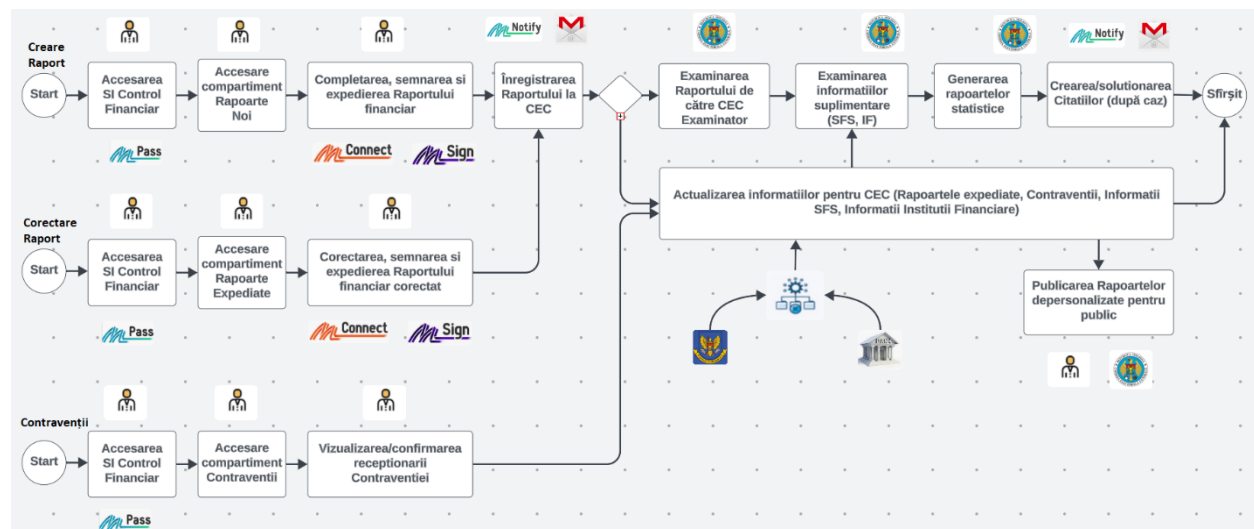 Creare
Raport
Start
Accesarea
SI Control
Financiar
Pass
Accesare
compartiment
Rapoarte
Noi
Completarea, semnarea si
expedierea Raportului
financiar
Connect
Sign
Notify
Înregistrarea
Raportului la
CEC
Examinarea
Raportului de
către CEC
Examinator
Examinarea
informatiilor
suplimentare
(SFS, IF)
Generarea
rapoartelor
statistice
Notify
Crearea/solutionarea
Citatiilor (după caz)
Sfîrșit
Actualizarea informatiilor pentru CEC (Rapoartele expediate, Contraventii, Informatii
SFS, Informatii Institutii Financiare)
Corectare
Raport
Start
Accesarea
SI Control
Financiar
Pass
Accesare
compartiment
Rapoarte
Expediate
Corectarea, semnarea si
expedierea Raportului
financiar corectat
Connect
Sign
Publicarea Rapoartelor
depersonalizate pentru
public
Contravenții
Start
Accesarea
SI Control
Financiar
Pass
Accesare
compartiment
Contraventii
Vizualizarea/confirmarea
receptionarii
Contraventiei